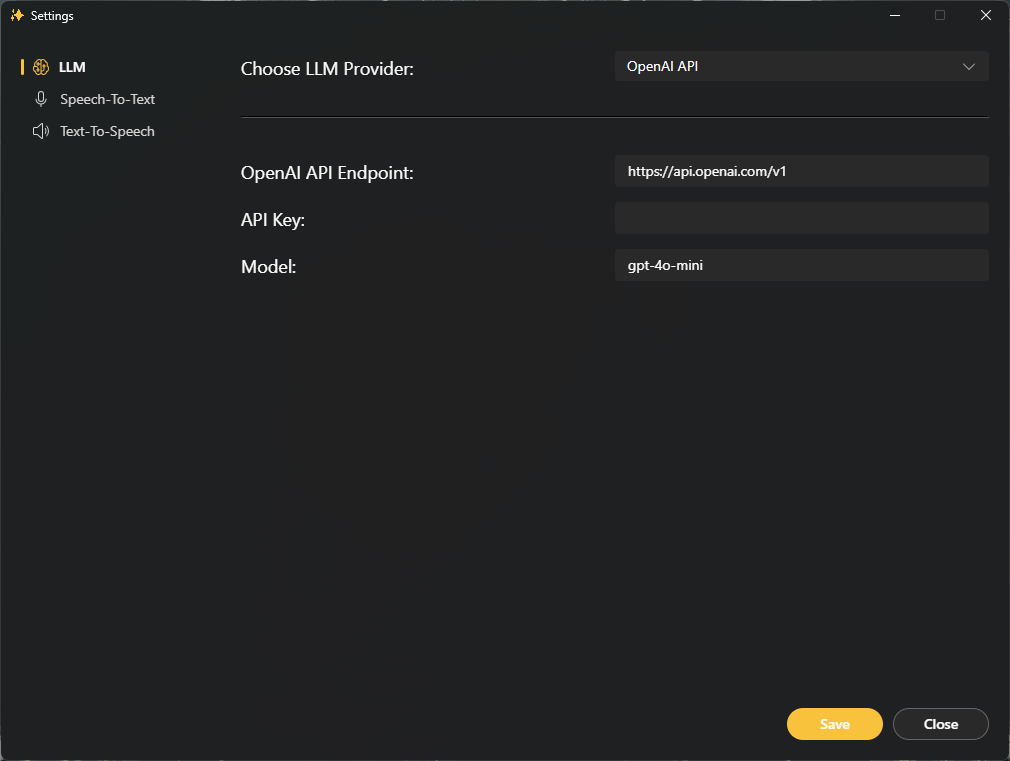 Settings
LLM
Speech-To-Text
Text-To-Speech
Choose LLM Provider:
OpenAI API
OpenAI API Endpoint:
https://api.openai.com/v1
API Key:
Model:
gpt-4o-mini
Save
Close